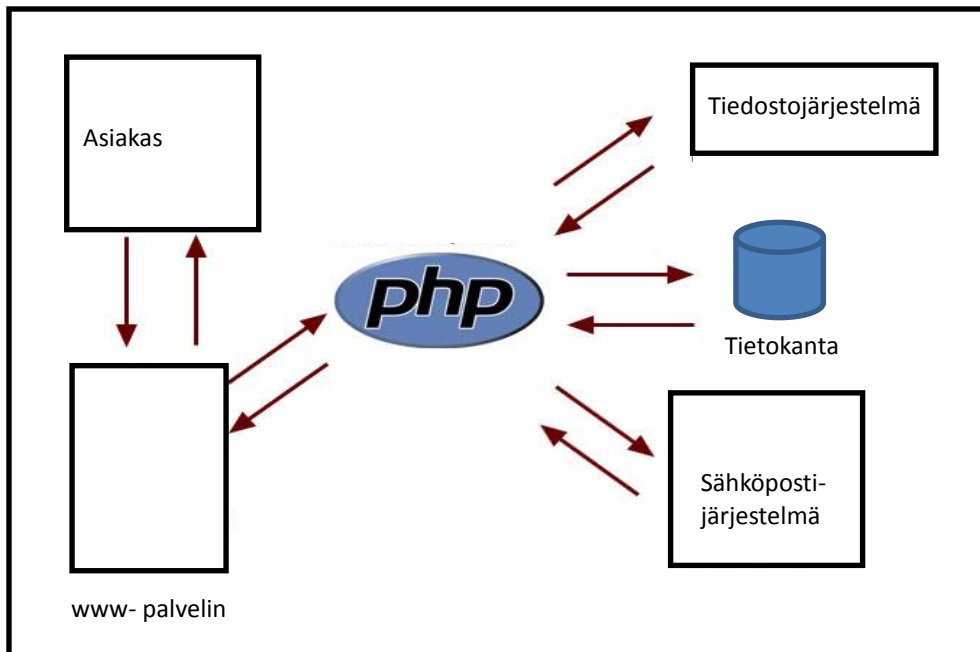 Asiakas
Tiedostojärjestelmä
php
Tietokanta
Sähköposti-
järjestelmä
www- palvelin